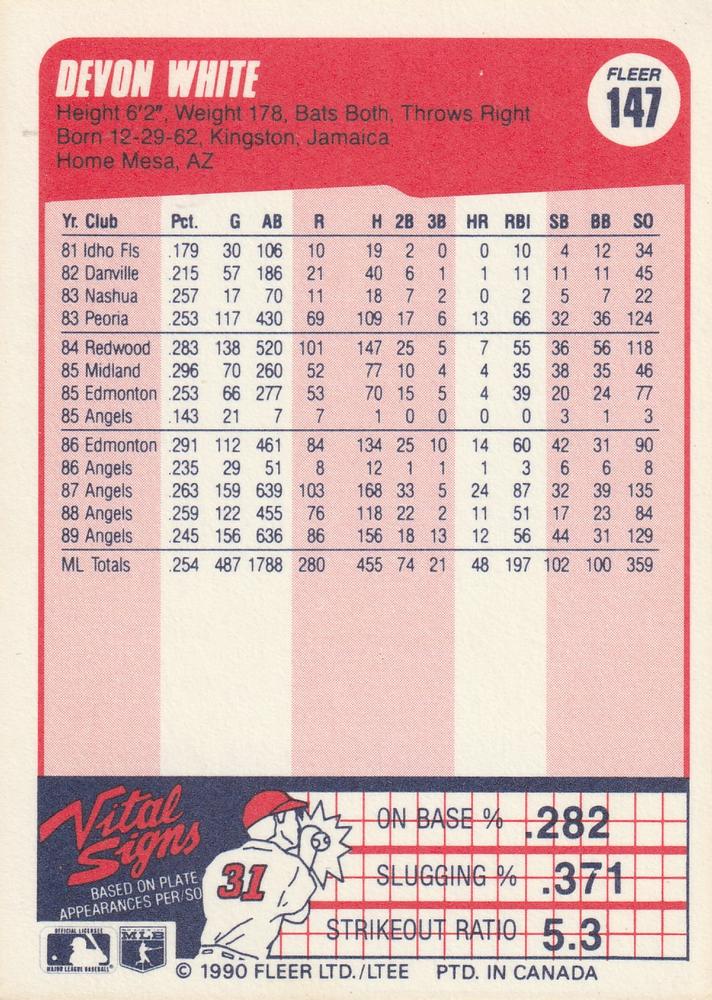 DEVON WHITE
FLEER
147
Height 6'2", Weight 178, Bats Both, Throws Right
Born 12-29-62, Kingston, Jamaica
Home Mesa, AZ
Yr. Club Pct. G AB R H 2B 3B HR RBI SB BB SO
81 Idho Fls .179 30 106 10 19 2 0 0 10 4 12 34
82 Danville .215 57 186 21 40 6 1 1 11 11 11 45
83 Nashua .257 17 70 11 18 7 2 0 2 5 7 22
83 Peoria .253 117 430 69 109 17 6 13 66 32 36 124
84 Redwood .283 138 520 101 147 25 5 7 55 36 56 118
85 Midland .296 70 260 52 77 10 4 4 35 38 35 46
85 Edmonton .253 66 277 53 70 15 5 4 39 20 24 77
85 Angels .143 21 7 7 1 0 0 0 0 3 1 3
86 Edmonton .291 112 461 84 134 25 10 14 60 42 31 90
86 Angels .235 29 51 8 12 1 1 1 3 6 6 8
87 Angels .263 159 639 103 168 33 5 24 87 32 39 135
88 Angels .259 122 455 76 118 22 2 11 51 17 23 84
89 Angels .245 156 636 86 156 18 13 12 56 44 31 129
ML Totals .254 487 1788 280 455 74 21 48 197 102 100 359
Vital
Signs
BASED ON PLATE
APPEARANCES PER/SO
31
ON BASE % .282
SLUGGING % .371
STRIKEOUT RATIO 5.3
OFFICIAL LICENSEE
MAJOR LEAGUE BASEBALL
MLB
© 1990 FLEER LTD./LTEE PTD. IN CANADA